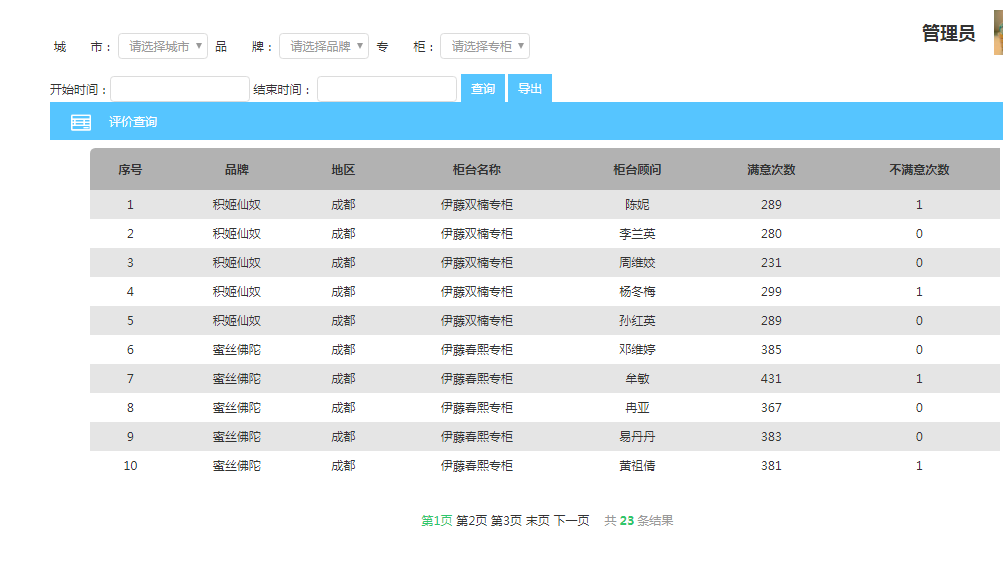 管理员
城 市： 请选择城市 品 牌： 请选择品牌 专 柜： 请选择专柜
开始时间： 结束时间： 查询 导出
评价查询
序号 品牌 地区 柜台名称 柜台顾问 满意次数 不满意次数
1 积姬仙奴 成都 伊藤双楠专柜 陈妮 289 1
2 积姬仙奴 成都 伊藤双楠专柜 李兰英 280 0
3 积姬仙奴 成都 伊藤双楠专柜 周维姣 231 0
4 积姬仙奴 成都 伊藤双楠专柜 杨冬梅 299 1
5 积姬仙奴 成都 伊藤双楠专柜 孙红英 289 0
6 蜜丝佛陀 成都 伊藤春熙专柜 邓维婷 385 0
7 蜜丝佛陀 成都 伊藤春熙专柜 牟敏 431 1
8 蜜丝佛陀 成都 伊藤春熙专柜 冉亚 367 0
9 蜜丝佛陀 成都 伊藤春熙专柜 易丹丹 383 0
10 蜜丝佛陀 成都 伊藤春熙专柜 黄祖倩 381 1
第1页 第2页 第3页 末页 下一页 共 23 条结果